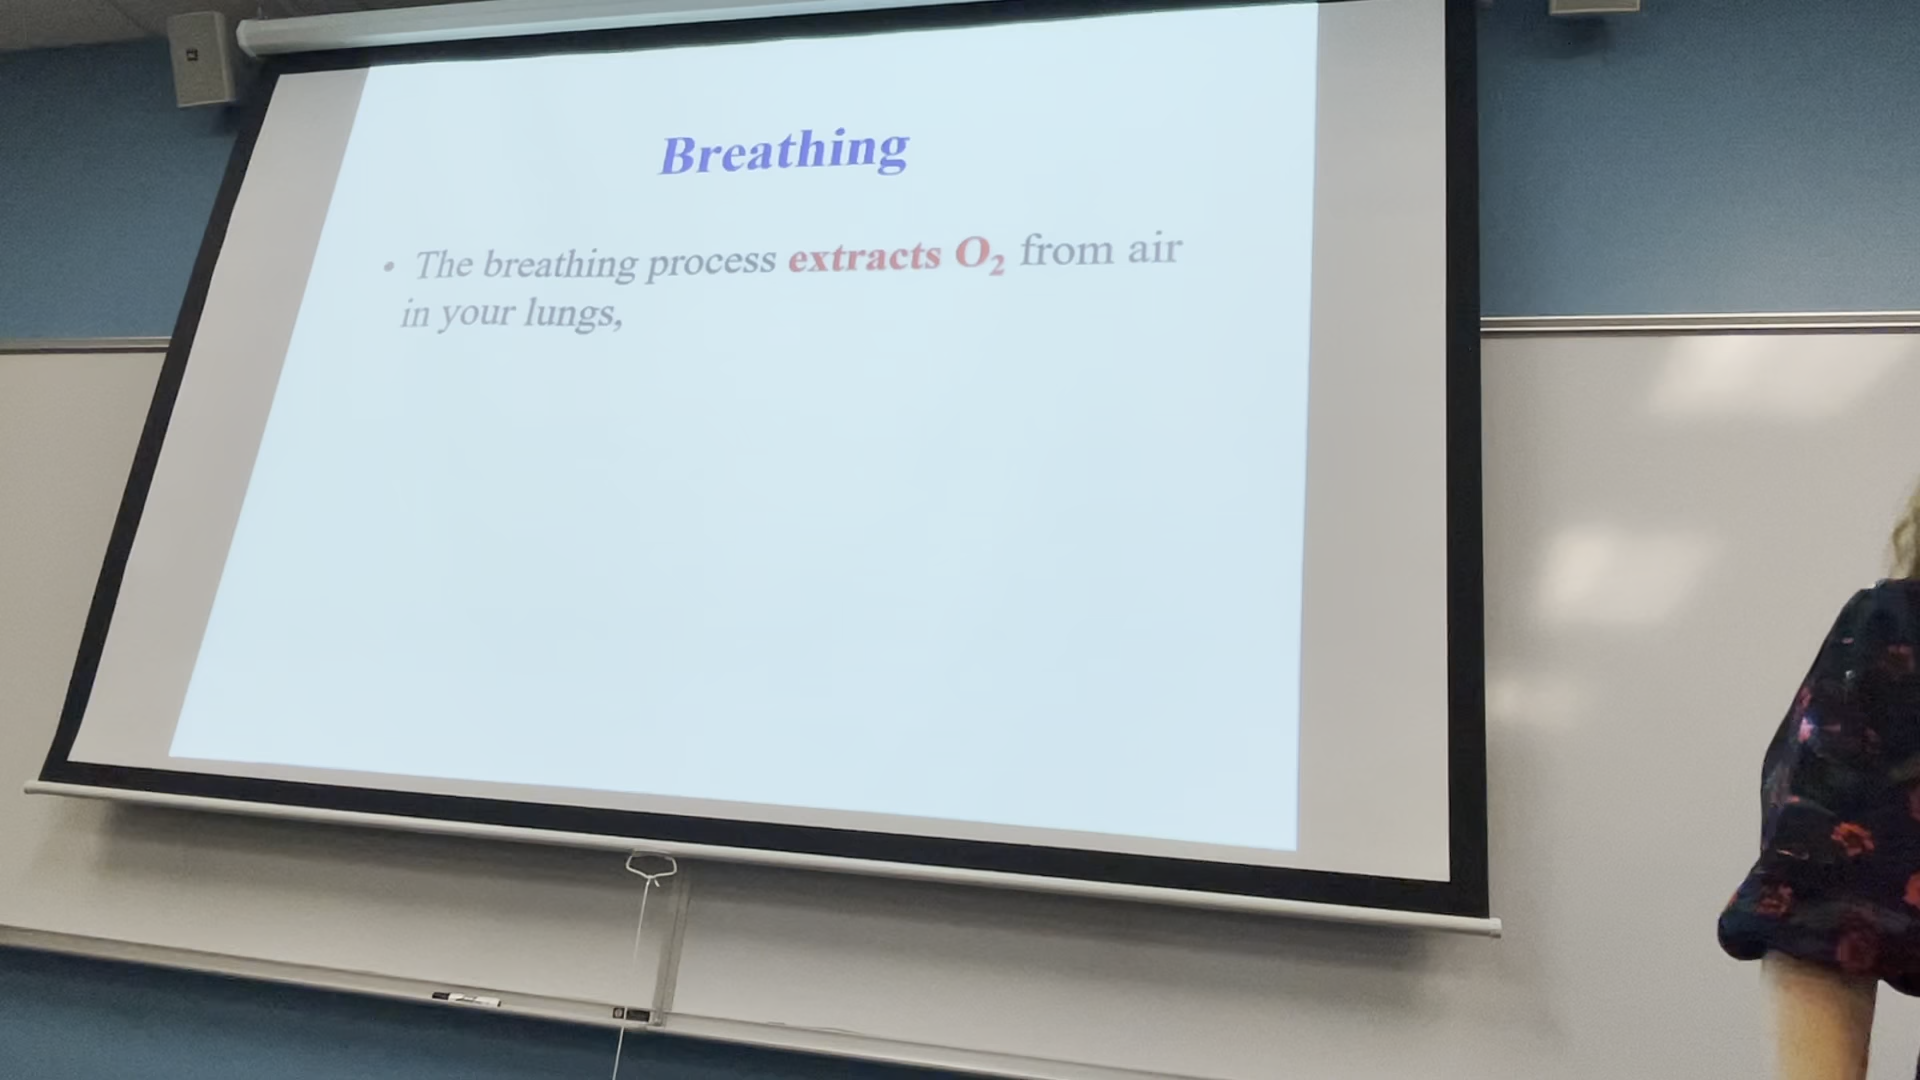 Breathing
• The breathing process extracts O₂ from air
in your lungs,